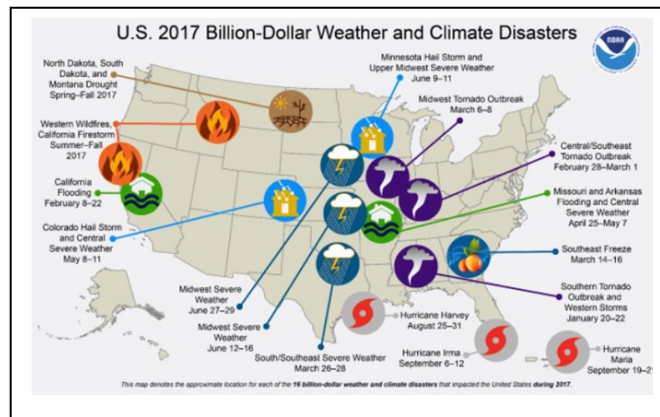 U.S. 2017 Billion-Dollar Weather and Climate Disasters
NOAA
North Dakota, South
Dakota, and
Montana Drought
Spring–Fall 2017
Minnesota Hail Storm and
Upper Midwest Severe Weather
June 9–11
Midwest Tornado Outbreak
March 6–8
Western Wildfires,
California Firestorm
Summer–Fall
2017
Central/Southeast
Tornado Outbreak
February 28–March 1
California
Flooding
February 8–22
Missouri and Arkansas
Flooding and Central
Severe Weather
April 25–May 7
Colorado Hail Storm
and Central
Severe Weather
May 8–11
Southeast Freeze
March 14–16
Midwest Severe
Weather
June 27–29
Southern Tornado
Outbreak and
Western Storms
January 20–22
Midwest Severe
Weather
June 12–16
Hurricane Harvey
August 25–31
South/Southeast Severe Weather
March 26–28
Hurricane Irma
September 6–12
Hurricane
Maria
September 19–21
This map denotes the approximate location for each of the 16 billion-dollar weather and climate disasters that impacted the United States during 2017.